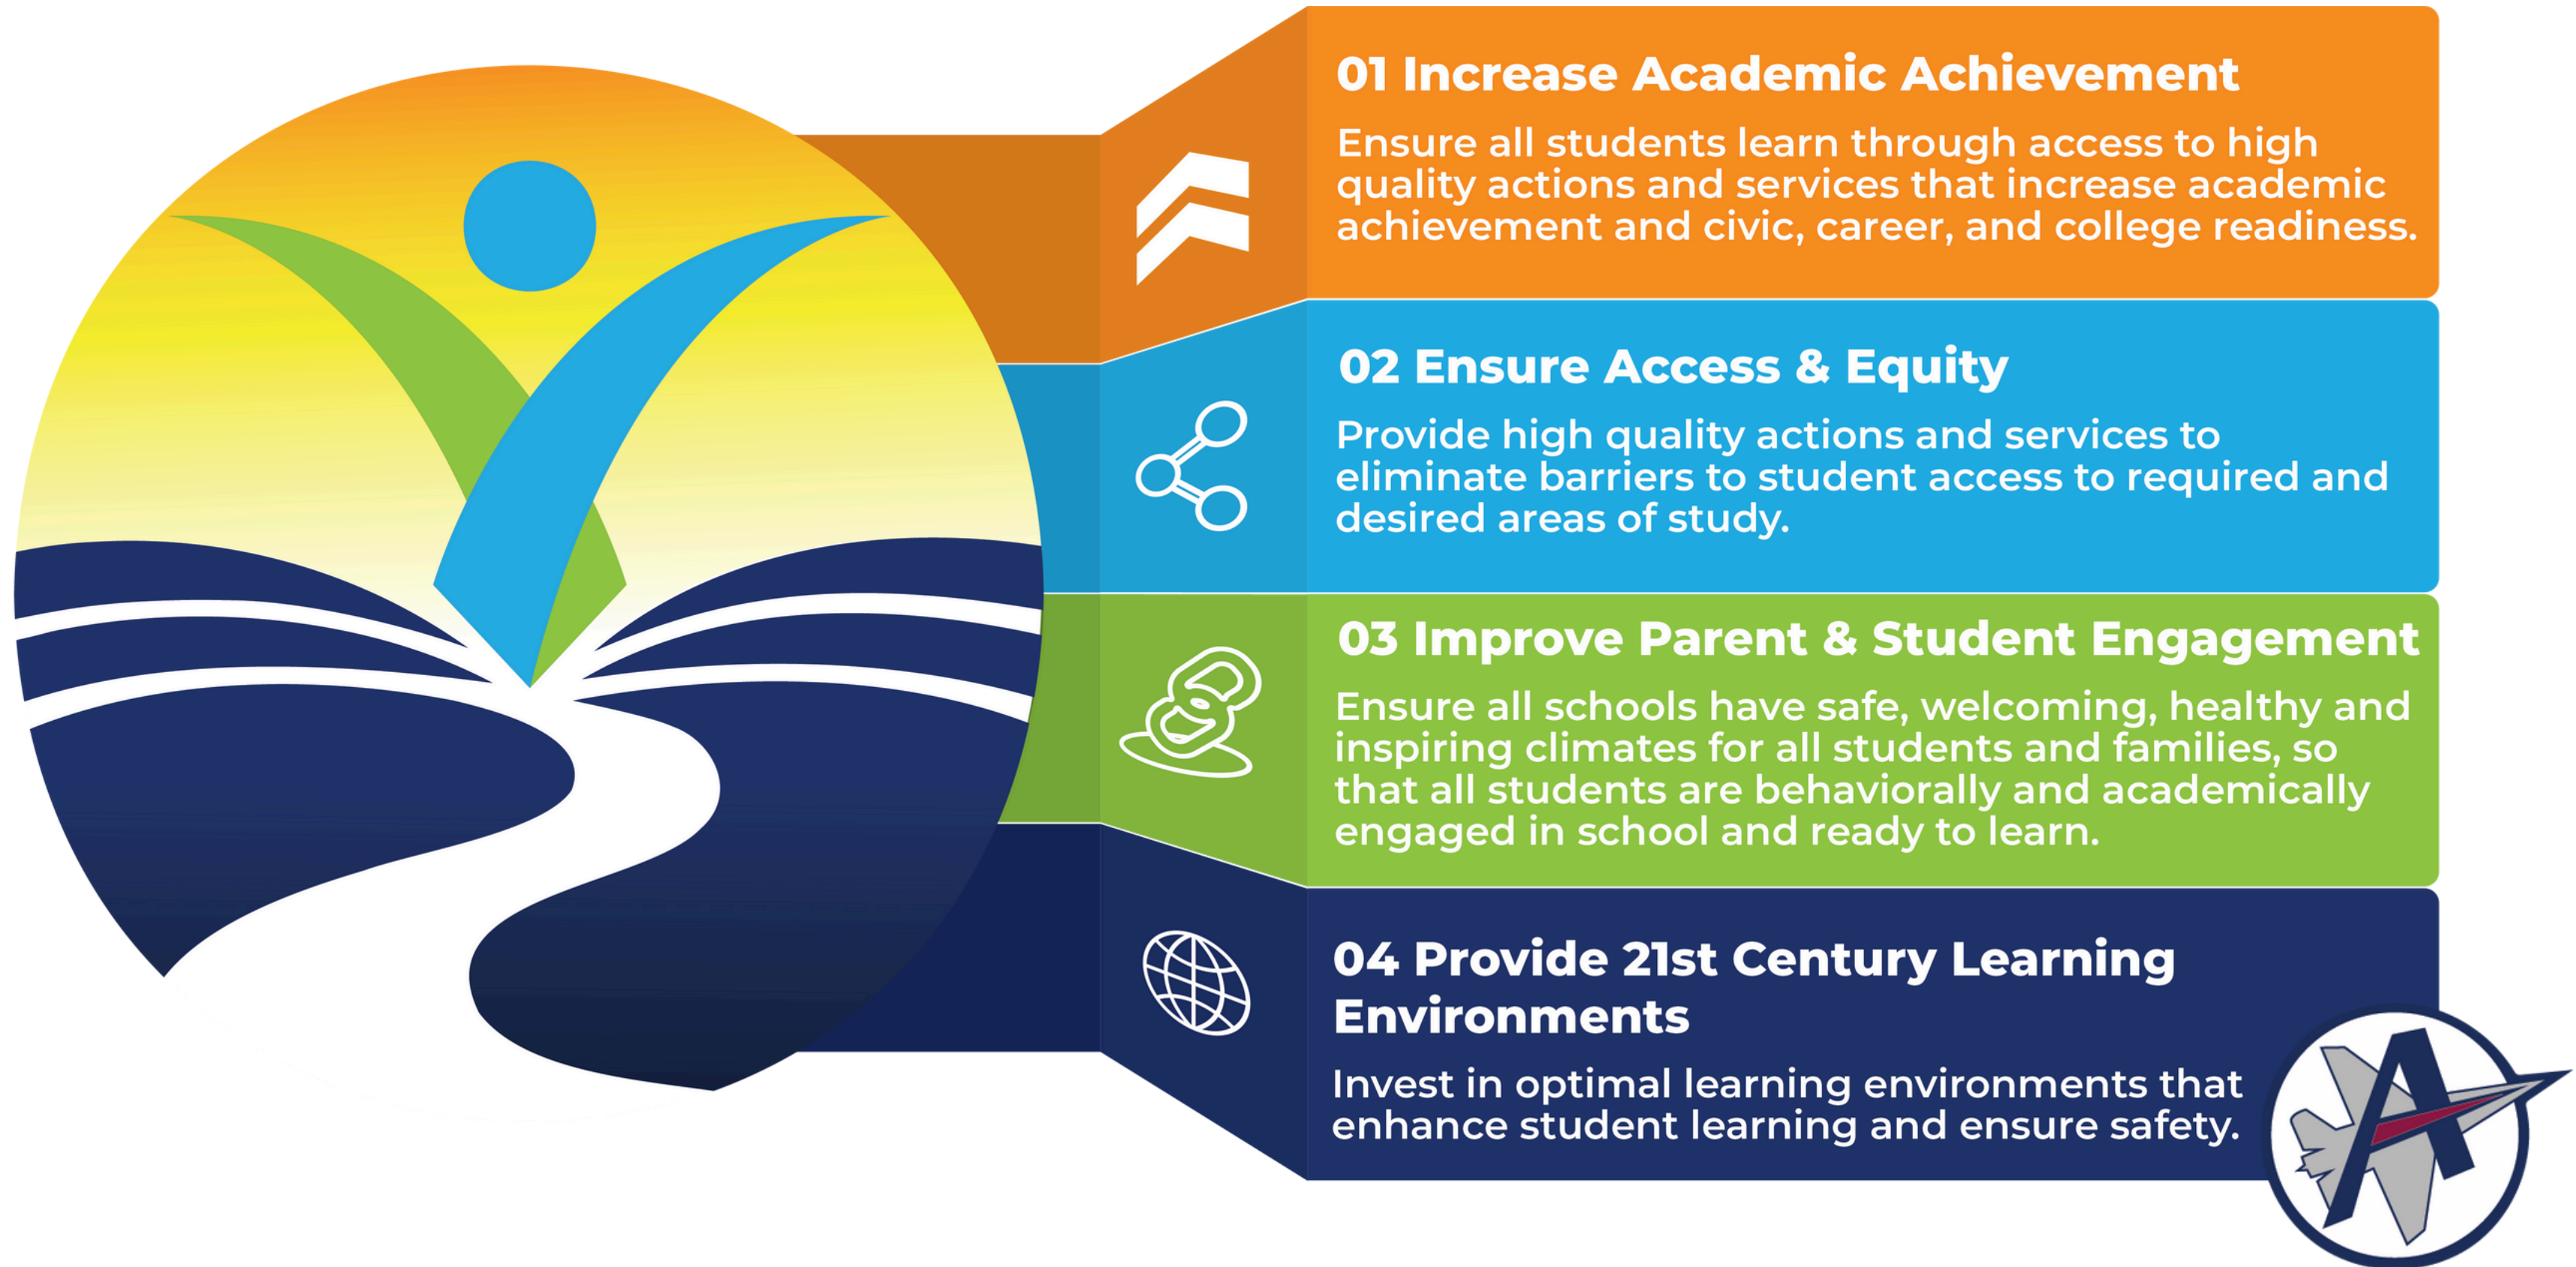 01 Increase Academic Achievement
Ensure all students learn through access to high
quality actions and services that increase academic
achievement and civic, career, and college readiness.
02 Ensure Access & Equity
Provide high quality actions and services to
eliminate barriers to student access to required and
desired areas of study.
03 Improve Parent & Student Engagement
Ensure all schools have safe, welcoming, healthy and
inspiring climates for all students and families, so
that all students are behaviorally and academically
engaged in school and ready to learn.
04 Provide 21st Century Learning
Environments
Invest in optimal learning environments that
enhance student learning and ensure safety.
A